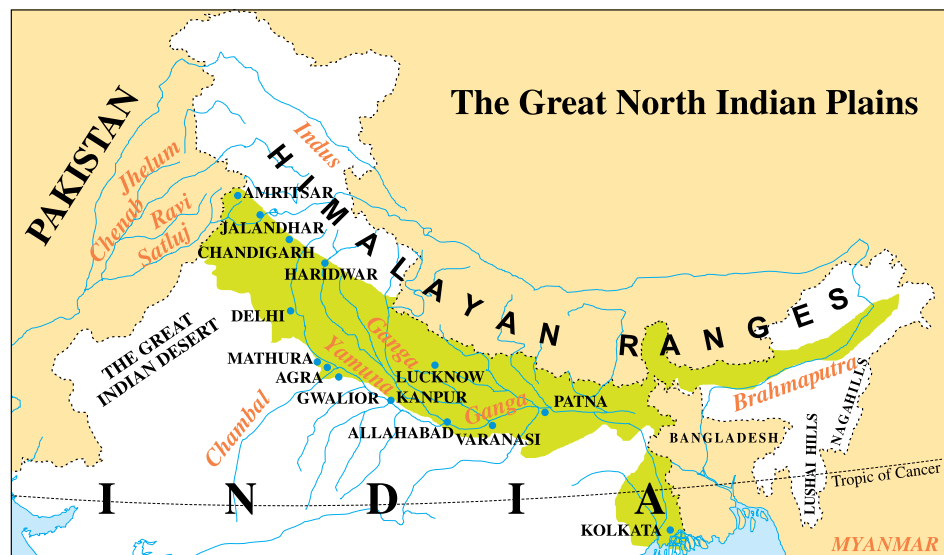 The Great North Indian Plains
PAKISTAN
Indus
HIMALAYAN RANGES
Jhelum
Chenab
Ravi
Satluj
AMRITSAR
JALANDHAR
CHANDIGARH
HARIDWAR
DELHI
THE GREAT
INDIAN DESERT
MATHURA
AGRA
GWALIOR
Ganga
Yamuna
LUCKNOW
KANPUR
Ganga
PATNA
ALLAHABAD
VARANASI
Chambal
Brahmaputra
BANGLADESH
NAGAHILLS
LUSHAI HILLS
Tropic of Cancer
INDIA
KOLKATA
MYANMAR